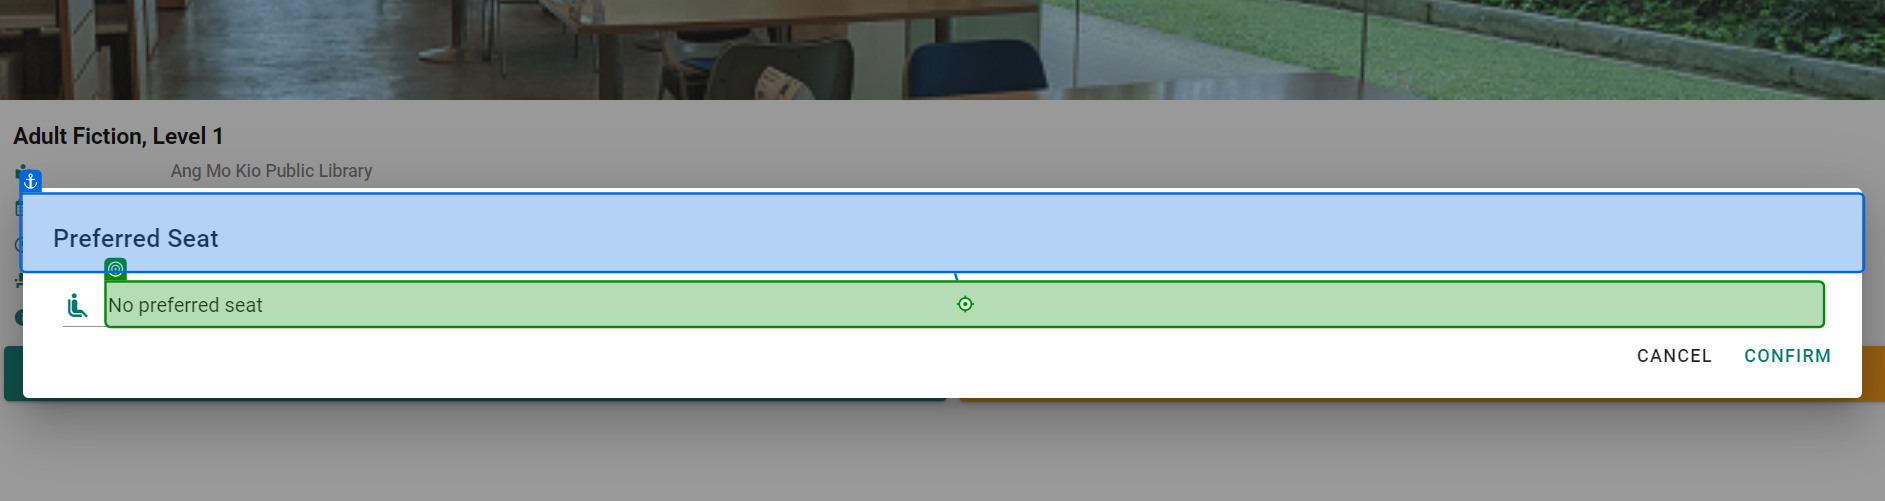 Adult Fiction, Level 1
Ang Mo Kio Public Library
Preferred Seat
No preferred seat
CANCEL CONFIRM